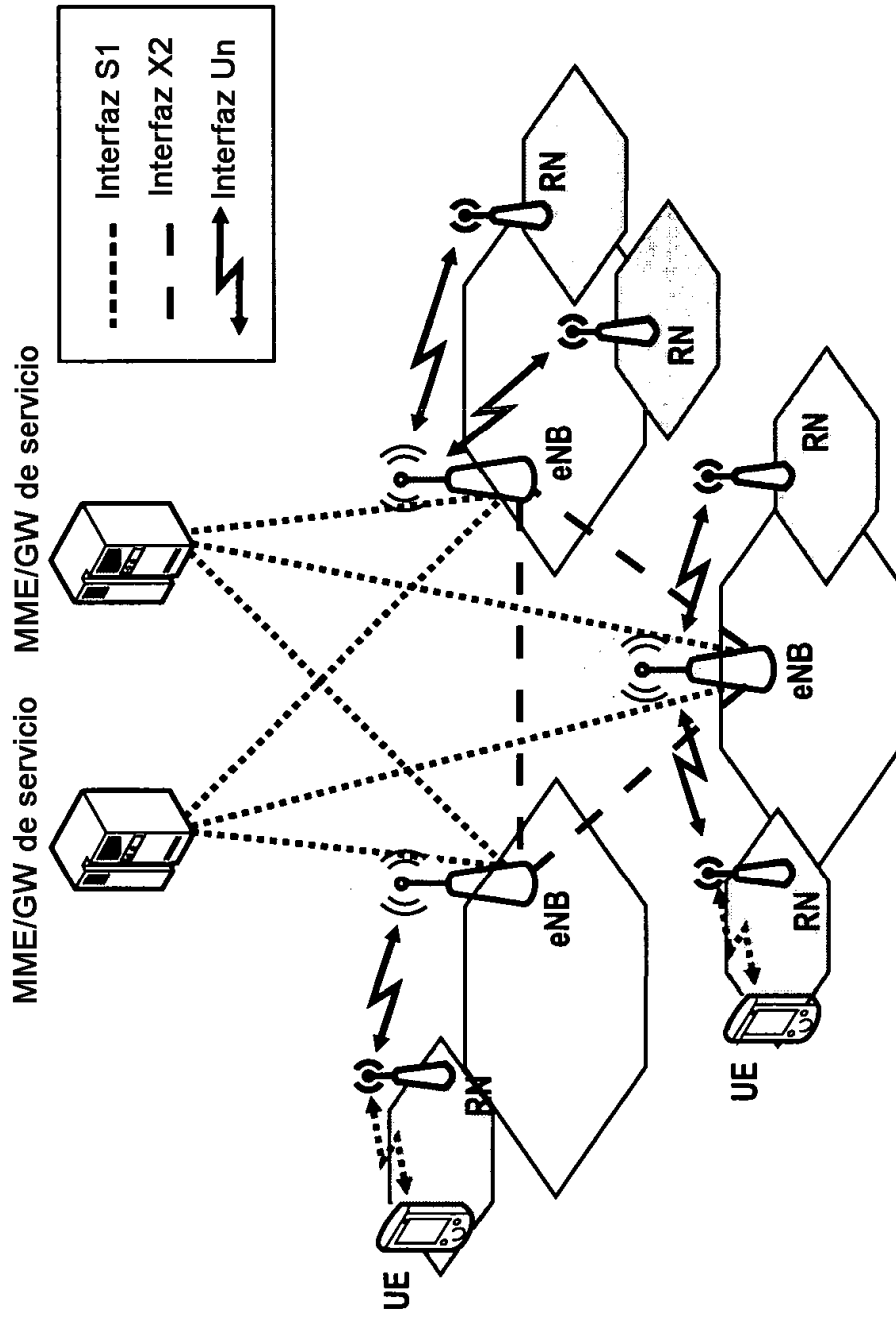 MME/GW de servicio
MME/GW de servicio
Interfaz S1
Interfaz X2
Interfaz Un
eNB
eNB
RN
RN
RN
UE
eNB
RN
RN
UE